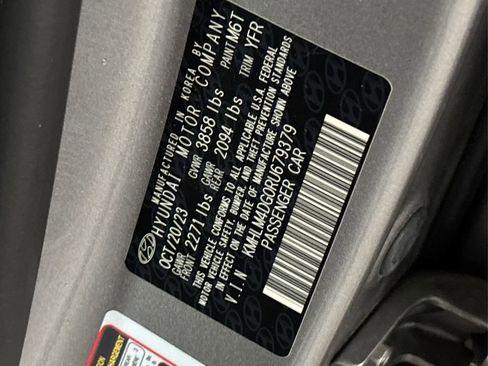 MANUFACTURED IN KOREA BY
HYUNDAI MOTOR COMPANY
OCT/20/23 GVWR 3858 lbs PAINT M6T
GAWR FRONT 2271 lbs GAWR REAR 2094 lbs TRIM YFR
THIS VEHICLE CONFORMS TO ALL APPLICABLE U.S.A. FEDERAL
MOTOR VEHICLE SAFETY, BUMPER, AND THEFT PREVENTION STANDARDS
IN EFFECT ON THE DATE OF MANUFACTURE SHOWN ABOVE
V.I.N KMHLM4DG0RU679379
PASSENGER CAR